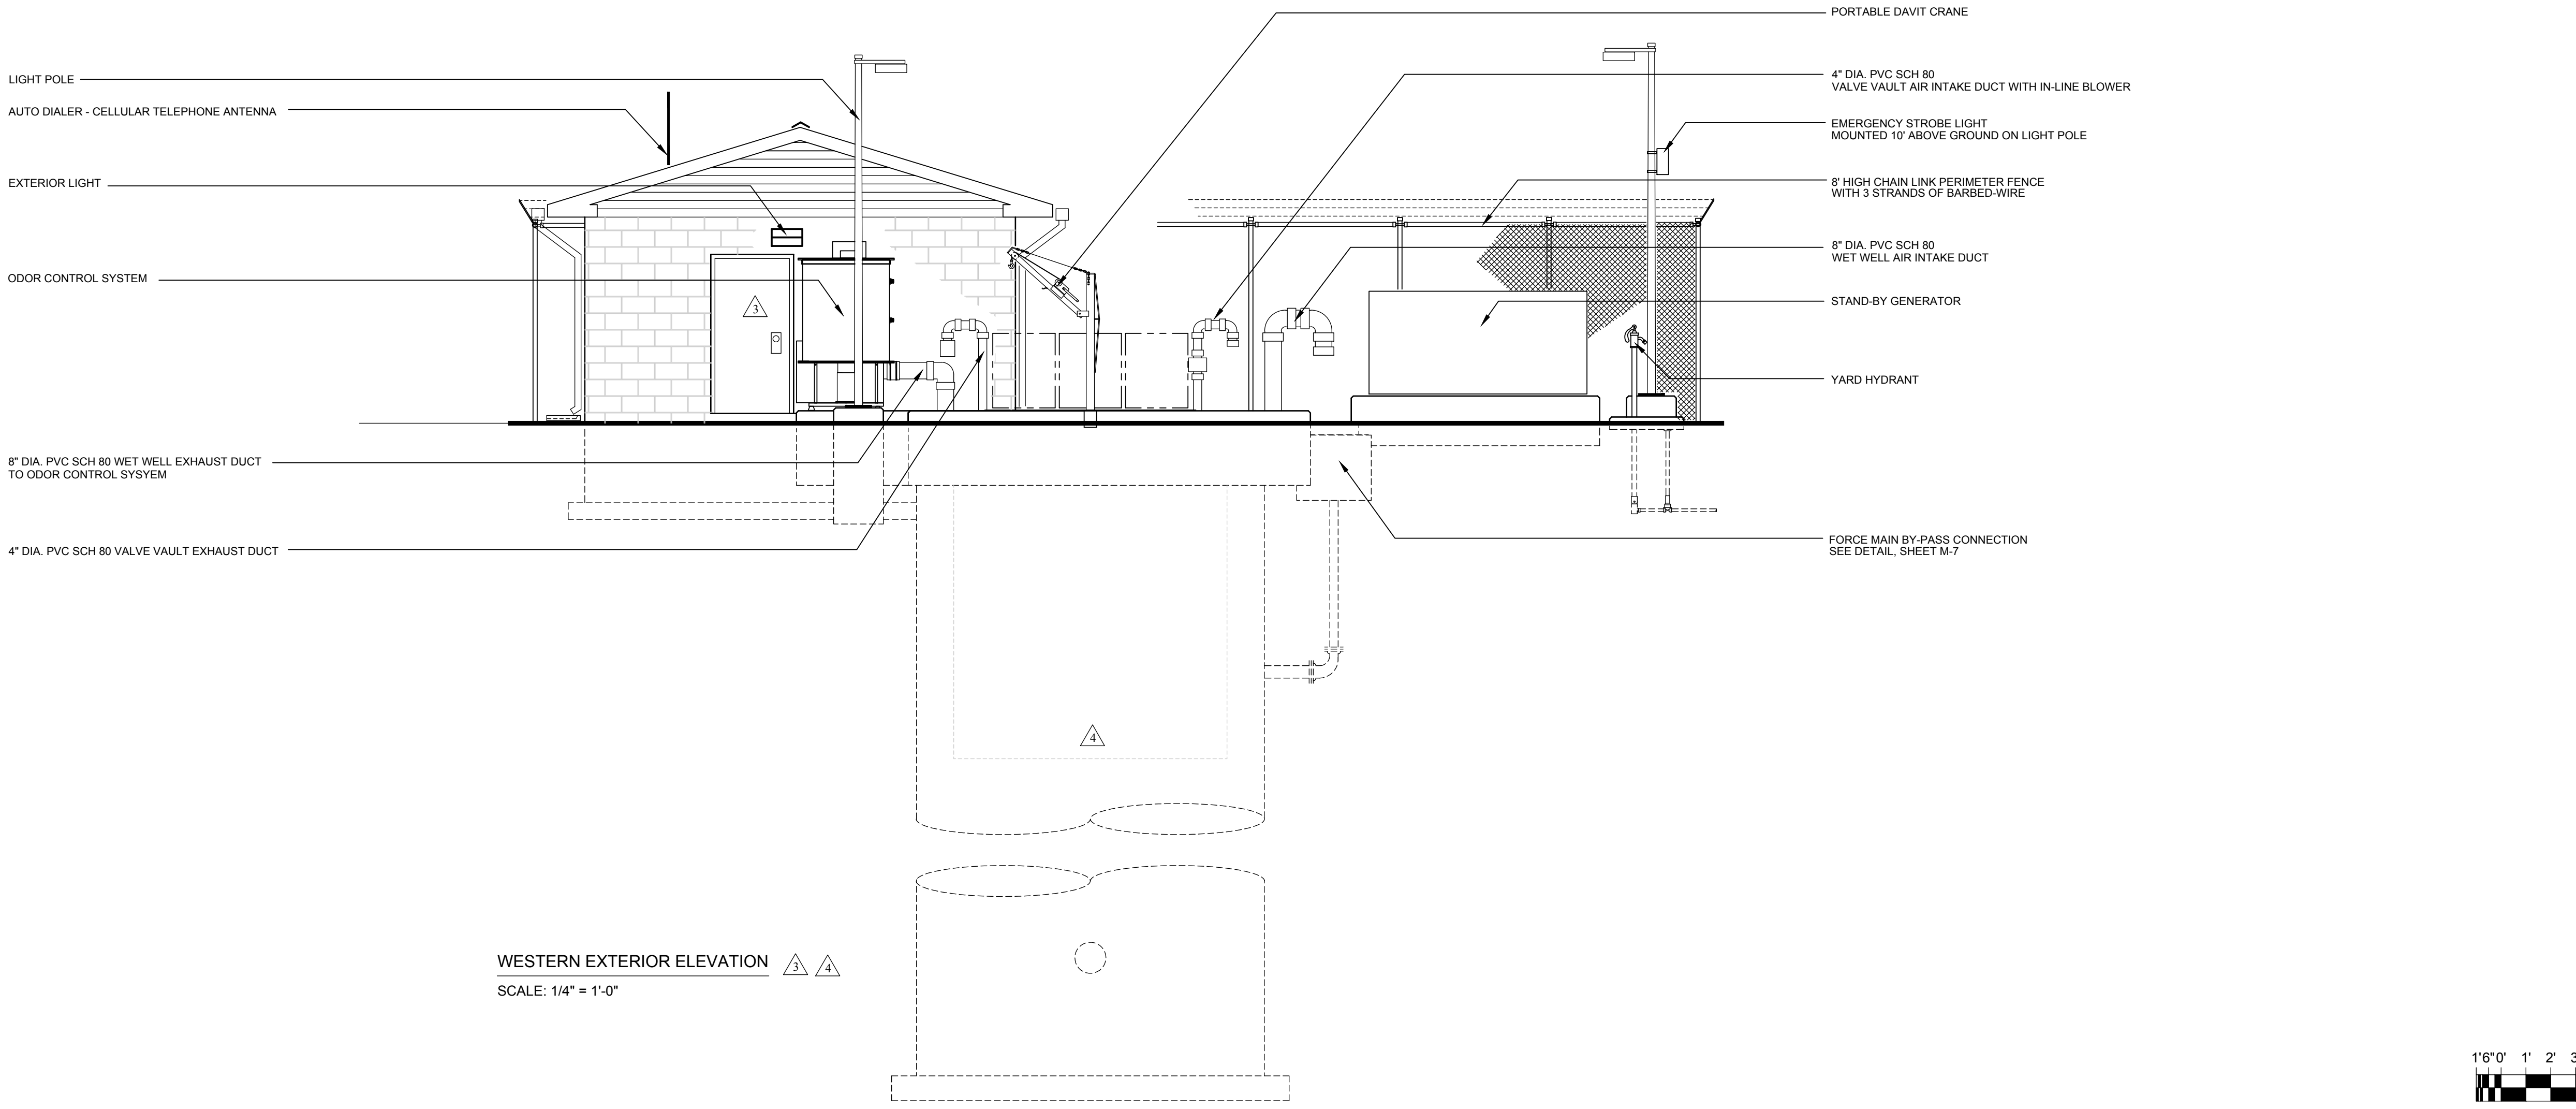 LIGHT POLE
AUTO DIALER - CELLULAR TELEPHONE ANTENNA
EXTERIOR LIGHT
ODOR CONTROL SYSTEM
8" DIA. PVC SCH 80 WET WELL EXHAUST DUCT
TO ODOR CONTROL SYSYEM
4" DIA. PVC SCH 80 VALVE VAULT EXHAUST DUCT
3
4
PORTABLE DAVIT CRANE
4" DIA. PVC SCH 80
VALVE VAULT AIR INTAKE DUCT WITH IN-LINE BLOWER
EMERGENCY STROBE LIGHT
MOUNTED 10' ABOVE GROUND ON LIGHT POLE
8' HIGH CHAIN LINK PERIMETER FENCE
WITH 3 STRANDS OF BARBED-WIRE
8" DIA. PVC SCH 80
WET WELL AIR INTAKE DUCT
STAND-BY GENERATOR
YARD HYDRANT
FORCE MAIN BY-PASS CONNECTION
SEE DETAIL, SHEET M-7
WESTERN EXTERIOR ELEVATION 3 4
SCALE: 1/4" = 1'-0"
1'6"0' 1' 2' 3